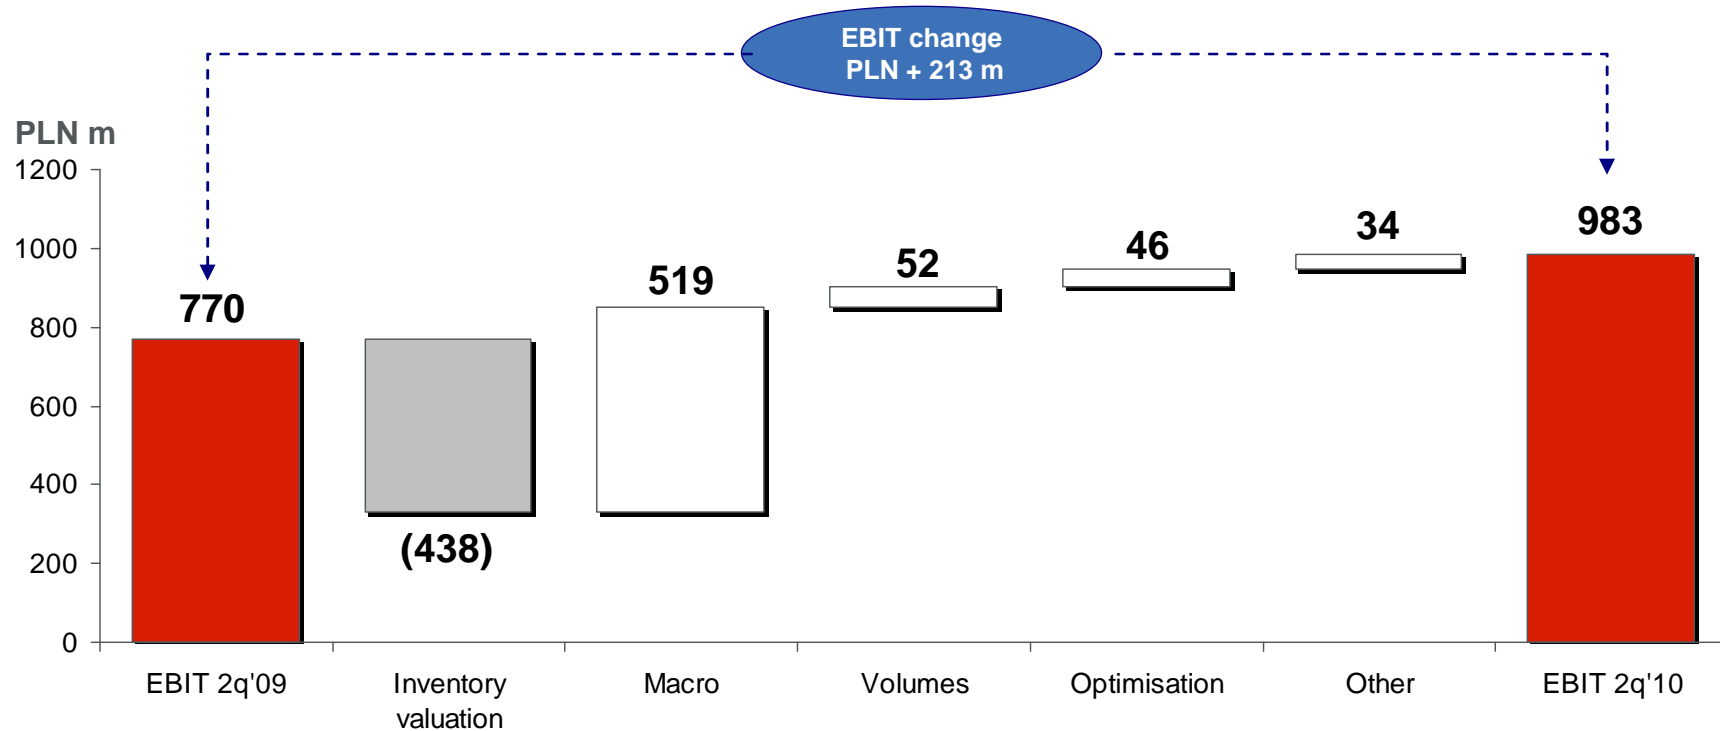 EBIT change
PLN + 213 m
PLN m
1200
1000
800
600
400
200
0
770
(438)
519
52
46
34
983
EBIT 2q'09
Inventory
valuation
Macro
Volumes
Optimisation
Other
EBIT 2q'10